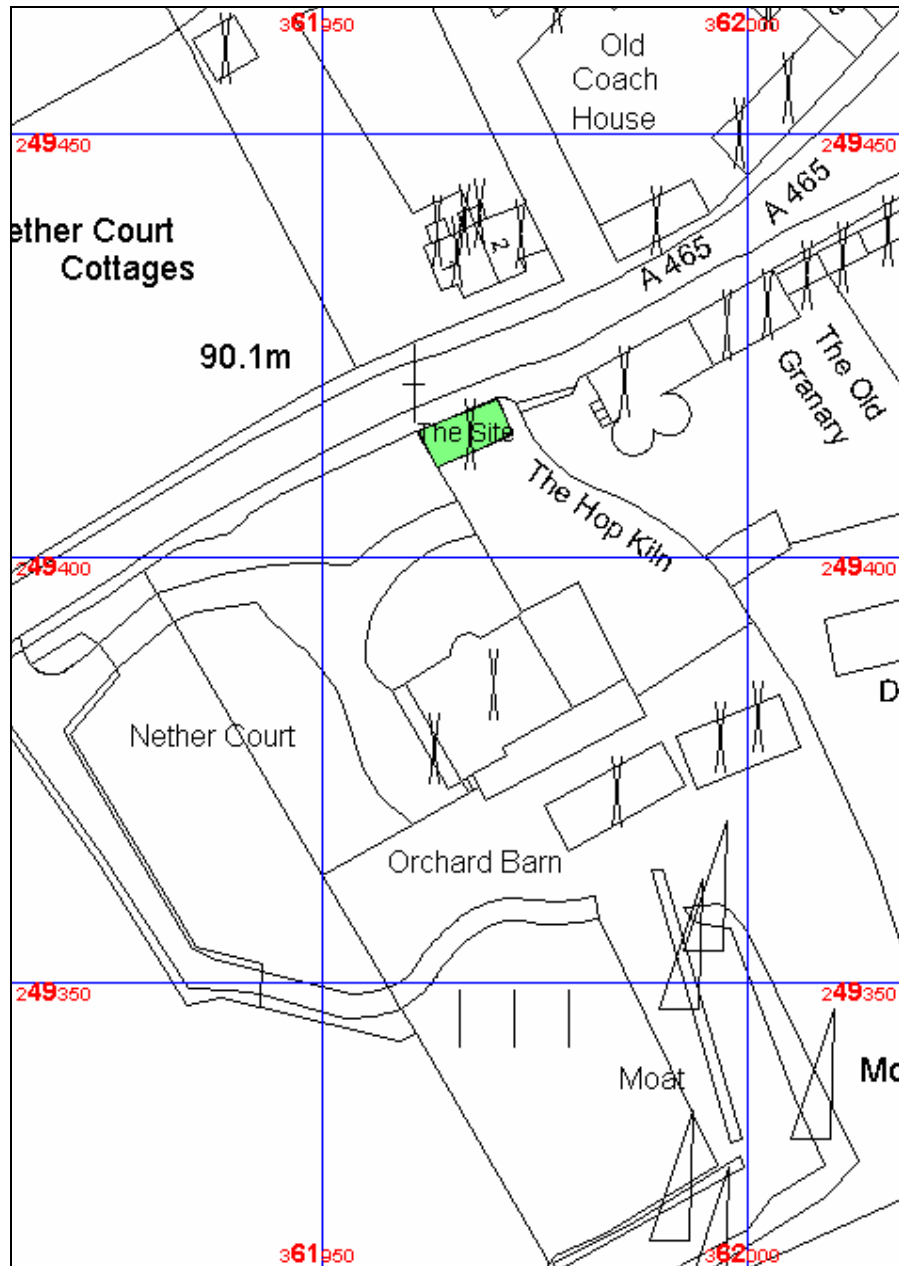 361950
362000
Old
Coach
House
249450
249450
A 465
A 465
ether Court
Cottages
2
90.1m
The Old
Granary
The Site
The Hop Kiln
249400
249400
D
Nether Court
Orchard Barn
249350
249350
Moat
Mo
361950
362000